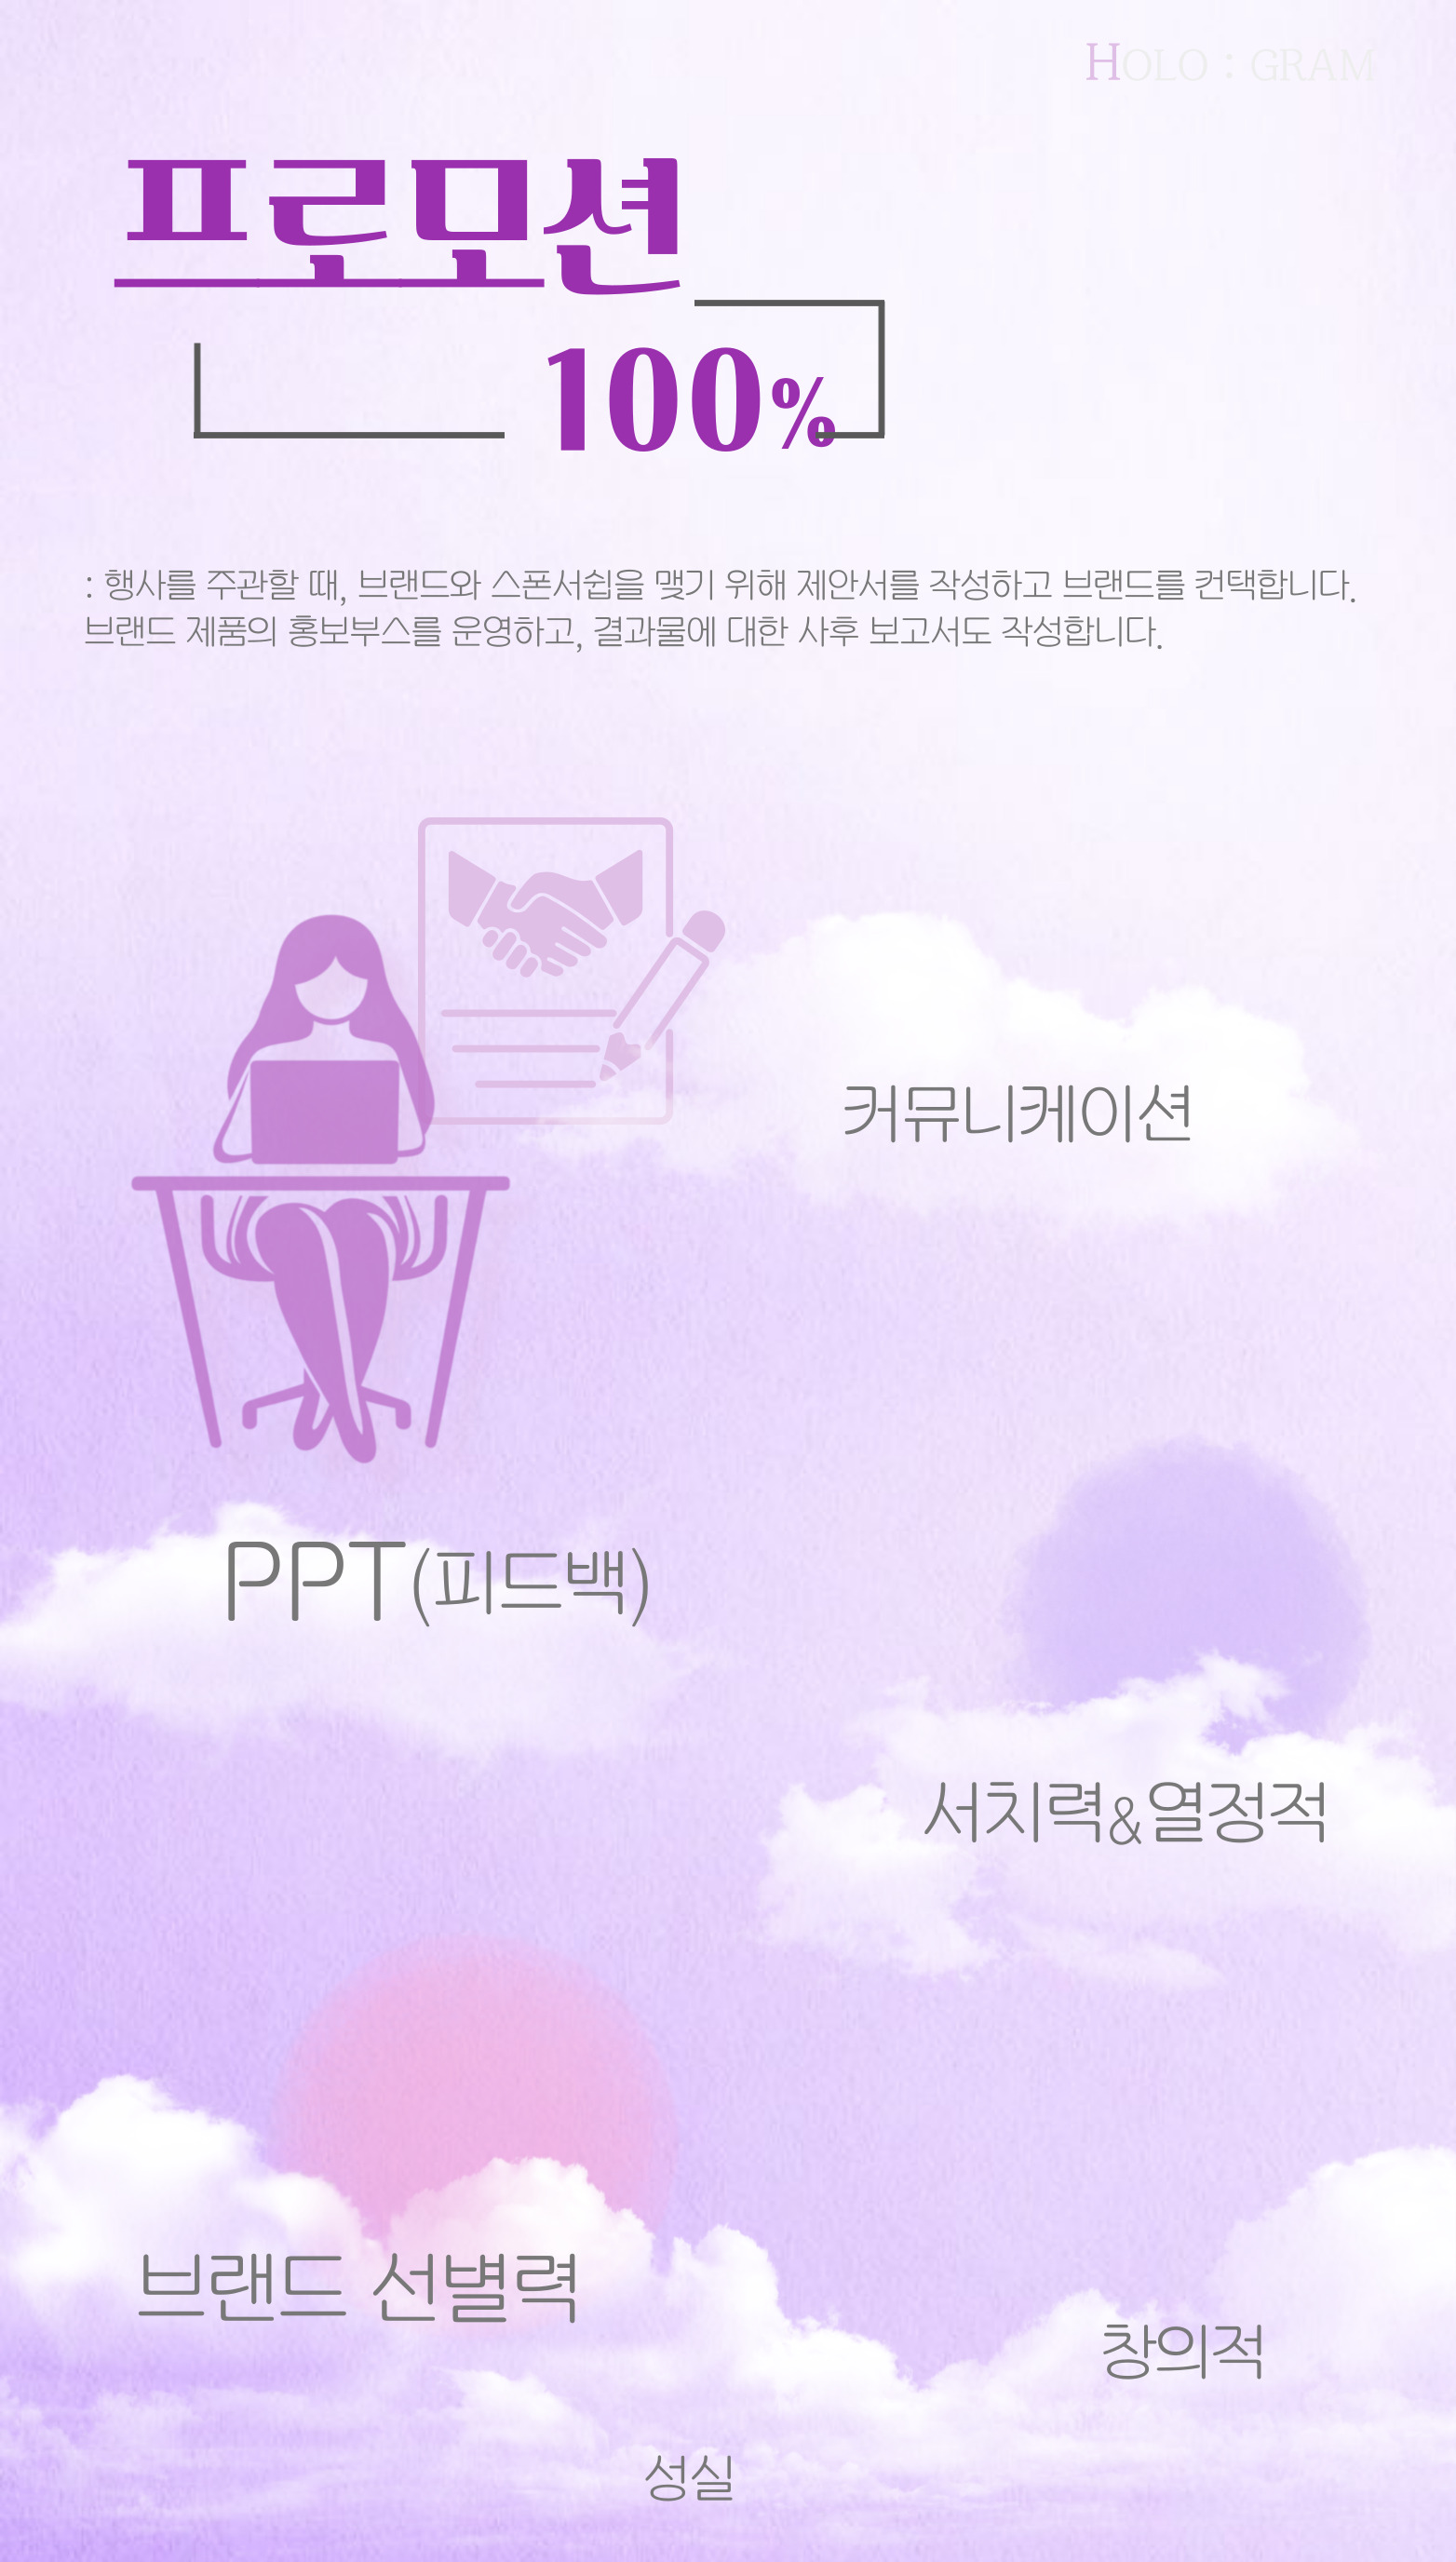 HOLO : GRAM
프로모션
100%
: 행사를 주관할 때, 브랜드와 스폰서쉽을 맺기 위해 제안서를 작성하고 브랜드를 컨택합니다.
브랜드 제품의 홍보부스를 운영하고, 결과물에 대한 사후 보고서도 작성합니다.
커뮤니케이션
PPT(피드백)
서치력&열정적
브랜드 선별력
창의적
성실